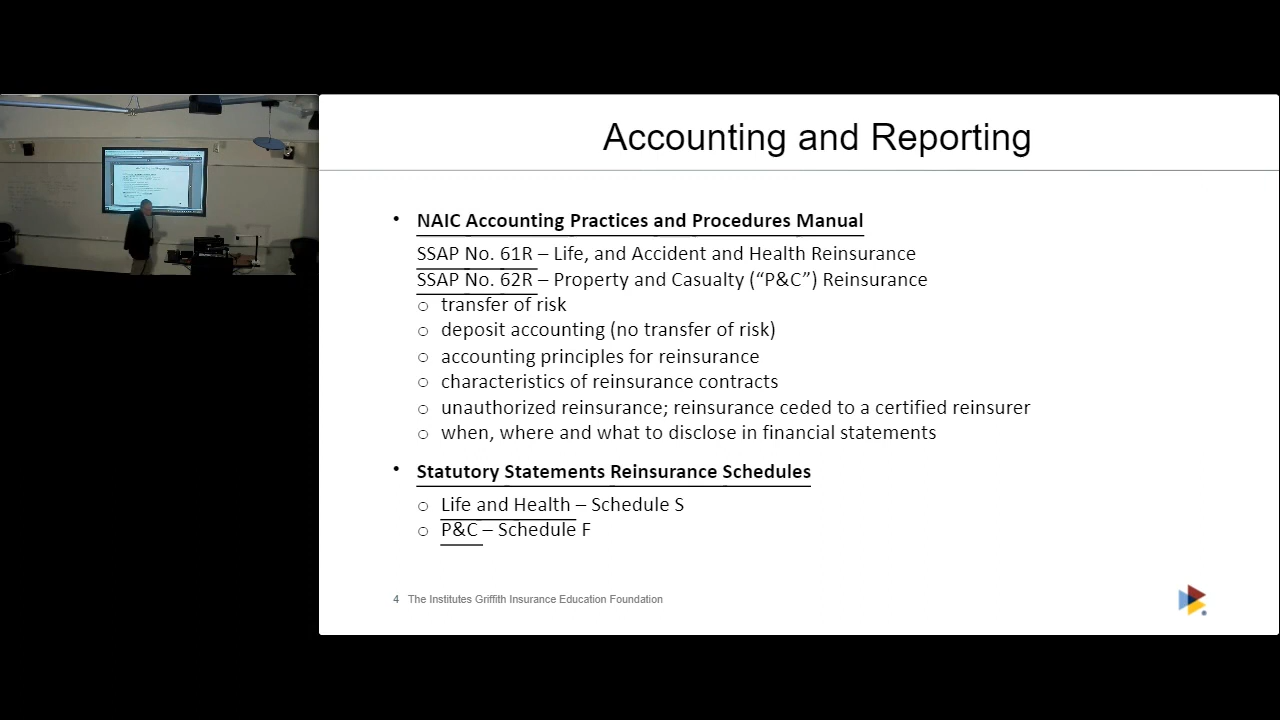 Accounting and Reporting
• NAIC Accounting Practices and Procedures Manual
SSAP No. 61R – Life, and Accident and Health Reinsurance
SSAP No. 62R – Property and Casualty (“P&C”) Reinsurance
○ transfer of risk
○ deposit accounting (no transfer of risk)
○ accounting principles for reinsurance
○ characteristics of reinsurance contracts
○ unauthorized reinsurance; reinsurance ceded to a certified reinsurer
○ when, where and what to disclose in financial statements
• Statutory Statements Reinsurance Schedules
○ Life and Health – Schedule S
○ P&C – Schedule F
4 The Institutes Griffith Insurance Education Foundation